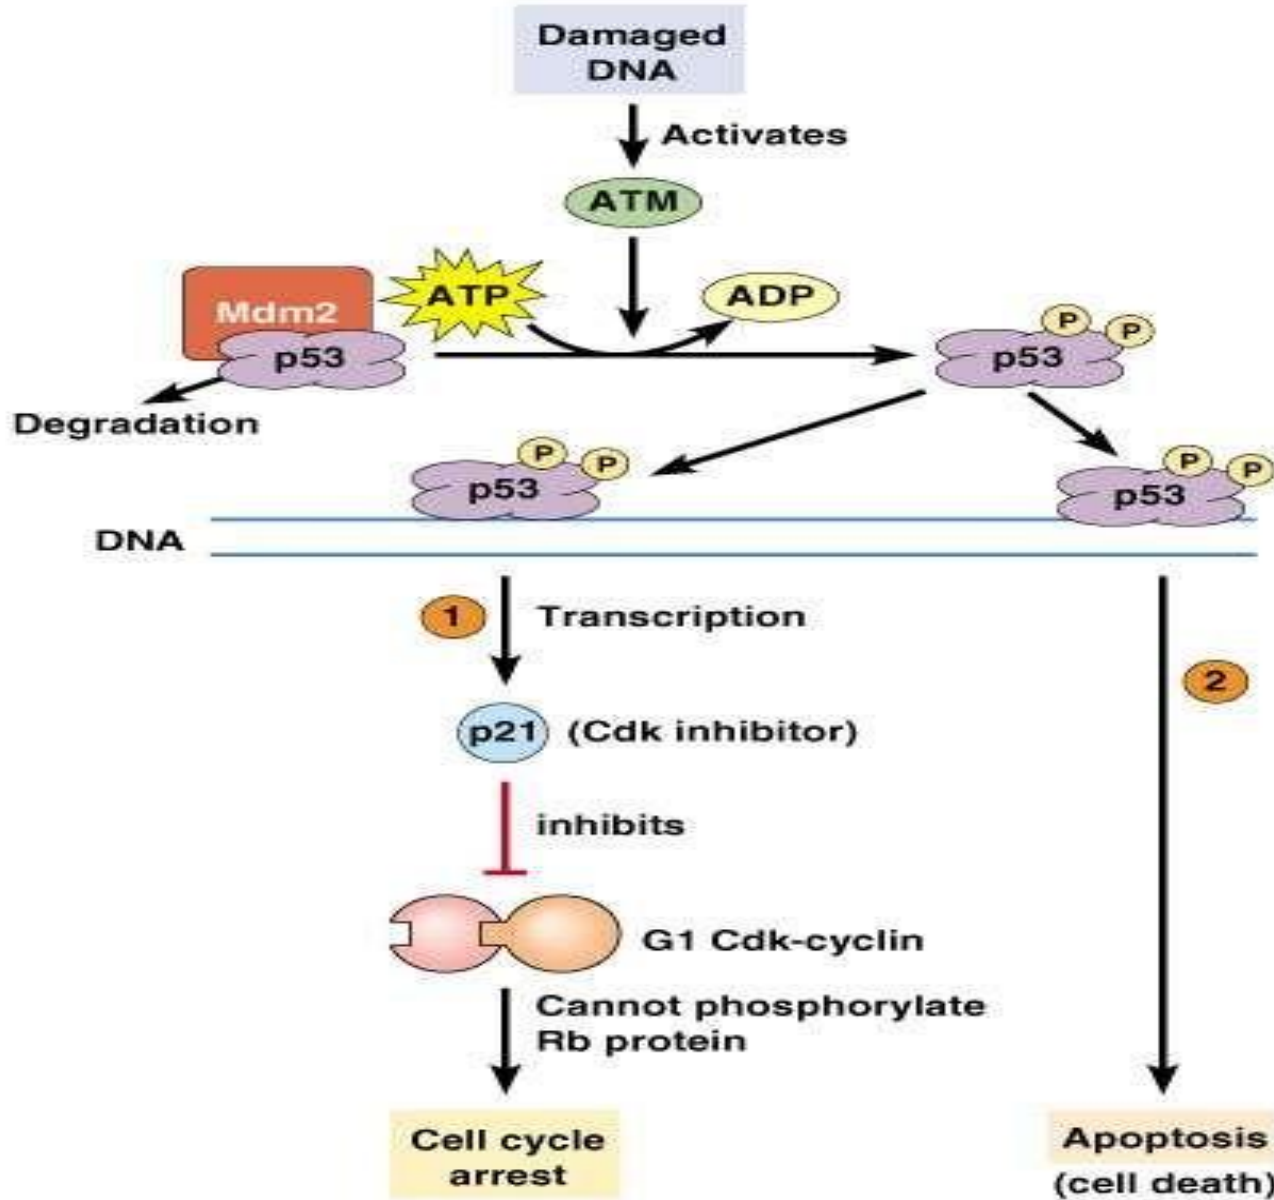 Damaged
DNA
Activates
ATM
Mdm2
ATP
ADP
p53
P
P
p53
Degradation
P
P
p53
P
P
p53
DNA
1
Transcription
2
p21
(Cdk inhibitor)
inhibits
G1 Cdk-cyclin
Cannot phosphorylate
Rb protein
Cell cycle
arrest
Apoptosis
(cell death)